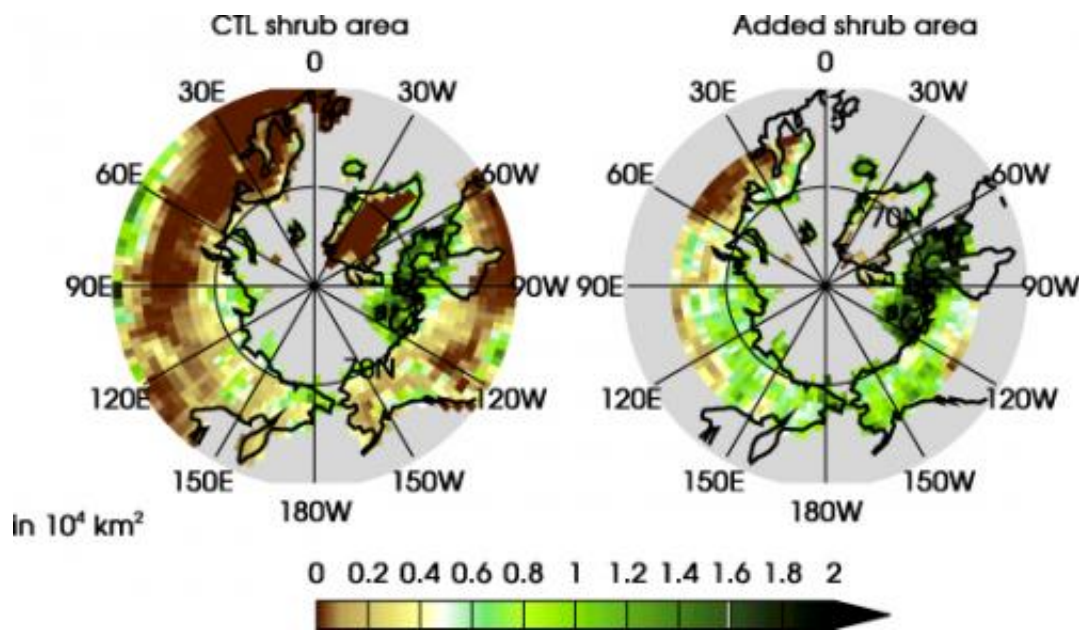 CTL shrub area
0
30E
30W
60E
60W
70N
90E
90W
120E
120W
150E
150W
180W
Added shrub area
0
30E
30W
60E
60W
70N
90E
90W
120E
120W
150E
150W
180W
in 10⁴ km²
0 0.2 0.4 0.6 0.8 1 1.2 1.4 1.6 1.8 2